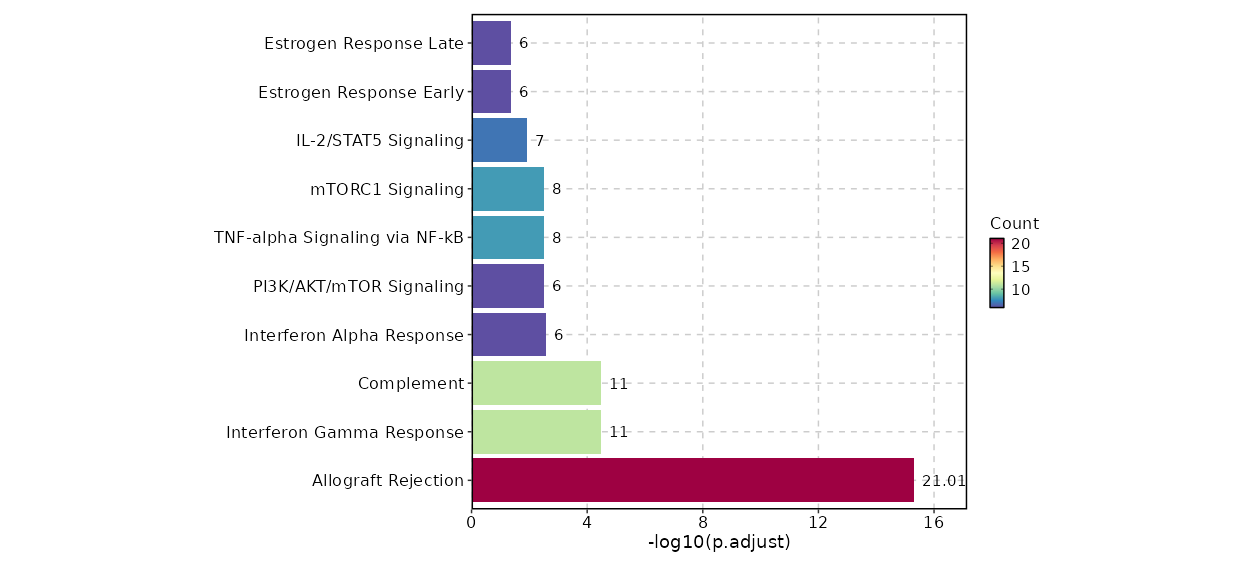 Estrogen Response Late 6
Estrogen Response Early 6
IL-2/STAT5 Signaling 7
mTORC1 Signaling 8
TNF-alpha Signaling via NF-kB 8
PI3K/AKT/mTOR Signaling 6
Interferon Alpha Response 6
Complement 11
Interferon Gamma Response 11
Allograft Rejection 21.01
0 4 8 12 16
-log10(p.adjust)
Count
20
15
10